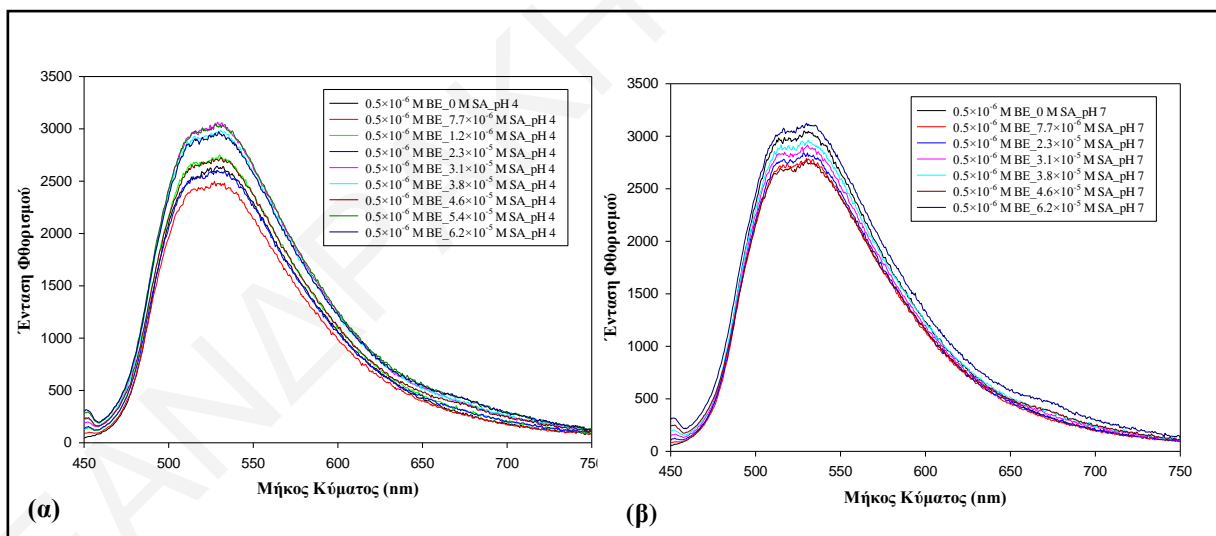 3500
3000
2500
2000
1500
1000
500
0
Ένταση Φθορισμού
450 500 550 600 650 700 750
Μήκος Κύματος (nm)
0.5×10⁻⁶ M BE_0 M SA_pH 4
0.5×10⁻⁶ M BE_7.7×10⁻⁶ M SA_pH 4
0.5×10⁻⁶ M BE_1.2×10⁻⁶ M SA_pH 4
0.5×10⁻⁶ M BE_2.3×10⁻⁵ M SA_pH 4
0.5×10⁻⁶ M BE_3.1×10⁻⁵ M SA_pH 4
0.5×10⁻⁶ M BE_3.8×10⁻⁵ M SA_pH 4
0.5×10⁻⁶ M BE_4.6×10⁻⁵ M SA_pH 4
0.5×10⁻⁶ M BE_5.4×10⁻⁵ M SA_pH 4
0.5×10⁻⁶ M BE_6.2×10⁻⁵ M SA_pH 4
(α)
3500
3000
2500
2000
1500
1000
500
0
Ένταση Φθορισμού
450 500 550 600 650 700 750
Μήκος Κύματος (nm)
0.5×10⁻⁶ M BE_0 M SA_pH 7
0.5×10⁻⁶ M BE_7.7×10⁻⁶ M SA_pH 7
0.5×10⁻⁶ M BE_2.3×10⁻⁵ M SA_pH 7
0.5×10⁻⁶ M BE_3.1×10⁻⁵ M SA_pH 7
0.5×10⁻⁶ M BE_3.8×10⁻⁵ M SA_pH 7
0.5×10⁻⁶ M BE_4.6×10⁻⁵ M SA_pH 7
0.5×10⁻⁶ M BE_6.2×10⁻⁵ M SA_pH 7
(β)